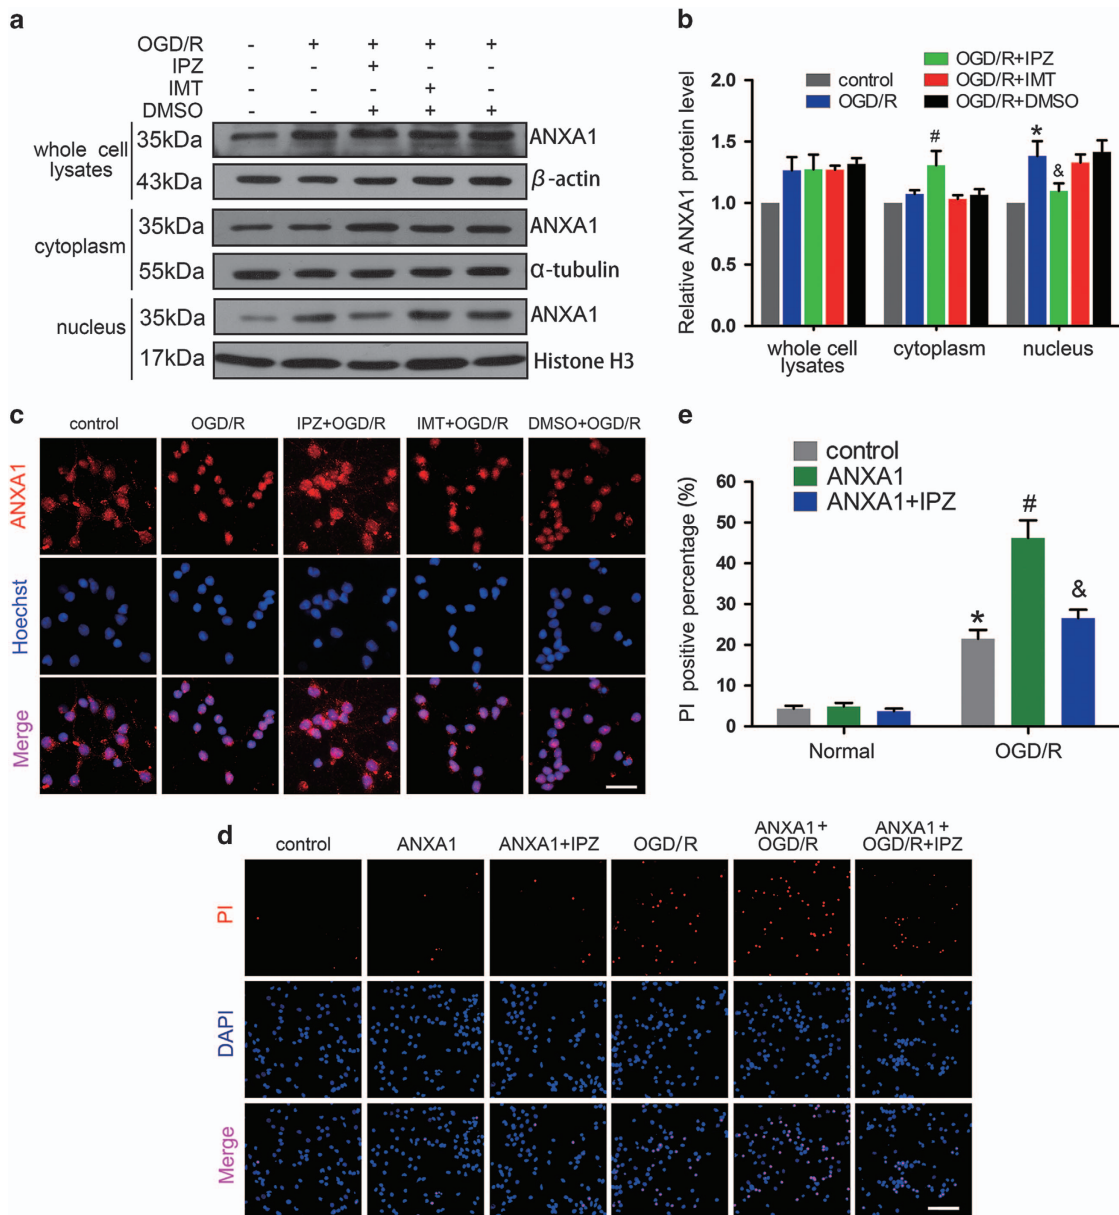 a
OGD/R - + + + +
IPZ - - + - -
IMT - - - + -
DMSO - - + + +
whole cell lysates
35kDa ANXA1
43kDa β-actin
cytoplasm
35kDa ANXA1
55kDa α-tubulin
nucleus
35kDa ANXA1
17kDa Histone H3
b
control
OGD/R
OGD/R+IPZ
OGD/R+IMT
OGD/R+DMSO
Relative ANXA1 protein level
2.0
1.5
1.0
0.5
0.0
#
*
&
whole cell
lysates
cytoplasm
nucleus
c
control OGD/R IPZ+OGD/R IMT+OGD/R DMSO+OGD/R
ANXA1
Hoechst
Merge
e
control
ANXA1
ANXA1+IPZ
PI positive percentage (%)
60
50
40
30
20
10
0
*
#
&
Normal OGD/R
d
control ANXA1 ANXA1+IPZ OGD/R ANXA1+ OGD/R ANXA1+ OGD/R+IPZ
PI
DAPI
Merge